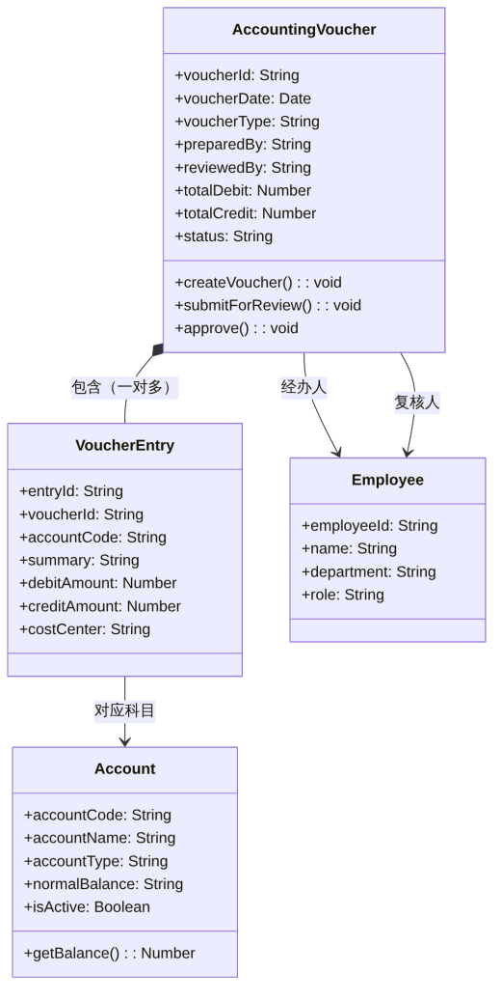 AccountingVoucher
+voucherId: String
+voucherDate: Date
+voucherType: String
+preparedBy: String
+reviewedBy: String
+totalDebit: Number
+totalCredit: Number
+status: String
+createVoucher() : : void
+submitForReview() : : void
+approve() : : void
包含（一对多）
经办人
复核人
VoucherEntry
+entryId: String
+voucherId: String
+accountCode: String
+summary: String
+debitAmount: Number
+creditAmount: Number
+costCenter: String
Employee
+employeeId: String
+name: String
+department: String
+role: String
对应科目
Account
+accountCode: String
+accountName: String
+accountType: String
+normalBalance: String
+isActive: Boolean
+getBalance() : : Number